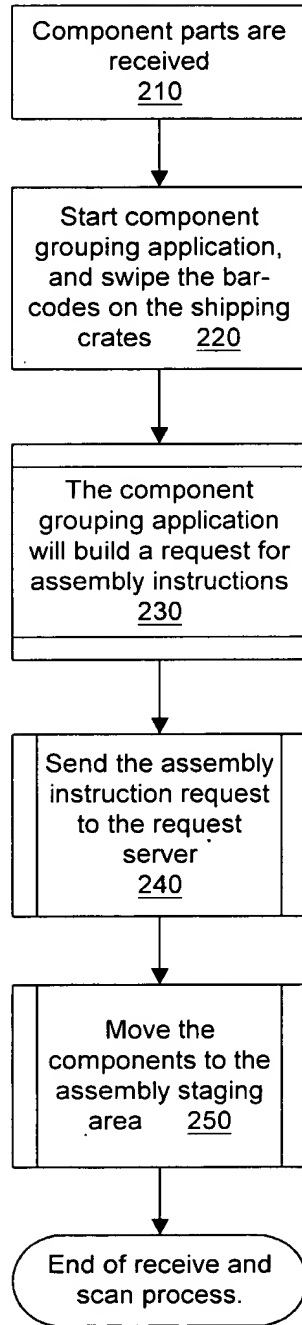 Component parts are
received
210
Start component
grouping application,
and swipe the bar-
codes on the shipping
crates 220
The component
grouping application
will build a request for
assembly instructions
230
Send the assembly
instruction request
to the request
server
240
Move the
components to the
assembly staging
area 250
End of receive and
scan process.